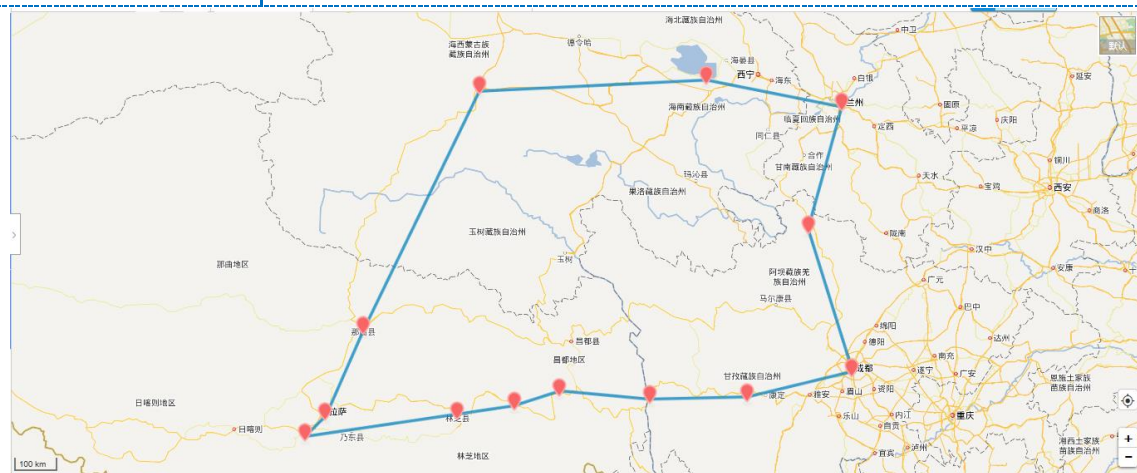 海北藏族自治州
中卫
海西蒙古族
藏族自治州
德令哈
默认
海晏县
西宁
海东
白银
延安
兰州
固原
海南藏族自治州
临夏回族自治州
庆阳
定西
平凉
同仁县
合作
甘南藏族自治州
铜川
玛沁县
天水
宝鸡
西安
果洛藏族自治州
商洛
玉树藏族自治州
陇南
汉中
玉树
那曲地区
阿坝藏族羌
族自治州
安康
十
广元
马尔康县
巴中
绵阳
昌都县
德阳
达州
昌都地区
南充
成都
遂宁
广安
甘孜藏族自治州
恩施土家族
苗族自治州
康定
雅安
眉山
资阳
日喀则地区
拉萨
林芝县
乐山
内江
重庆
日喀则
乃东县
自贡
湘西土家族
苗族自治州
林芝地区
宜宾
泸州
100 km